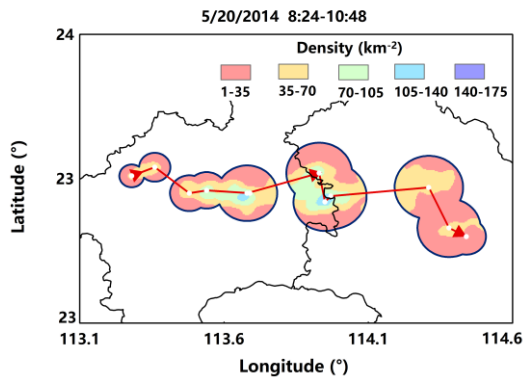 5/20/2014 8:24-10:48
24
Density (km-2)
1-35 35-70 70-105 105-140 140-175
Latitude (°)
23
23
113.1 113.6 114.1 114.6
Longitude (°)